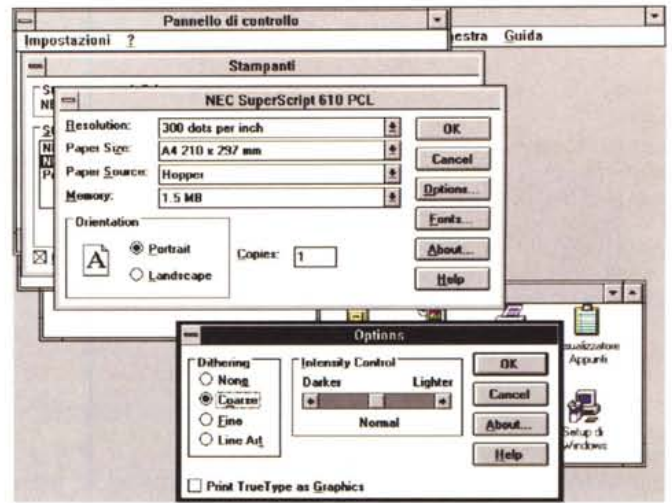 Pannello di controllo
Impostazioni ?
estra Guida
Stampanti
NEC SuperScript 610 PCL
Resolution: 300 dots per inch
Paper Size: A4 210 x 297 mm
Paper Source: Hopper
Memory: 1.5 MB
Orientation
A
Portrait
Landscape
Copies: 1
OK
Cancel
Options...
Fonts...
About...
Help
Options
Dithering
None
Coarse
Fine
Line Art
Intensity Control
Darker Lighter
Normal
OK
Cancel
About...
Help
Print TrueType as Graphics
ualizzatore
Appunti
Setup di
Windows